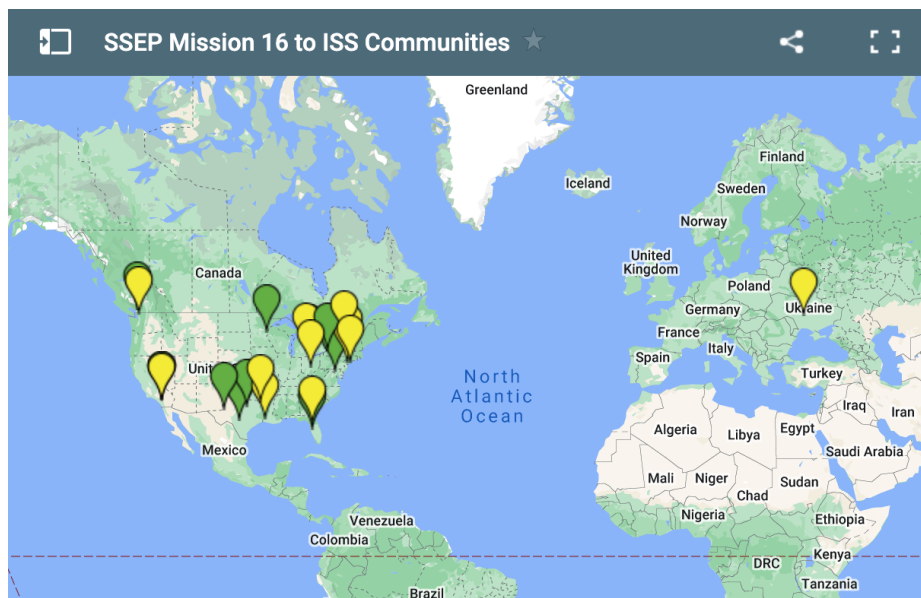 SSEP Mission 16 to ISS Communities
Greenland
Iceland
Finland
Sweden
Norway
United
Kingdom
Canada
Poland
Ukraine
Germany
France
Italy
Spain
Turkey
North
Atlantic
Ocean
Unit
Iraq
Iran
Algeria
Libya
Egypt
Saudi Arabia
Mexico
Mali
Niger
Chad
Sudan
Nigeria
Ethiopia
Venezuela
Colombia
DRC
Kenya
Tanzania
Brazil